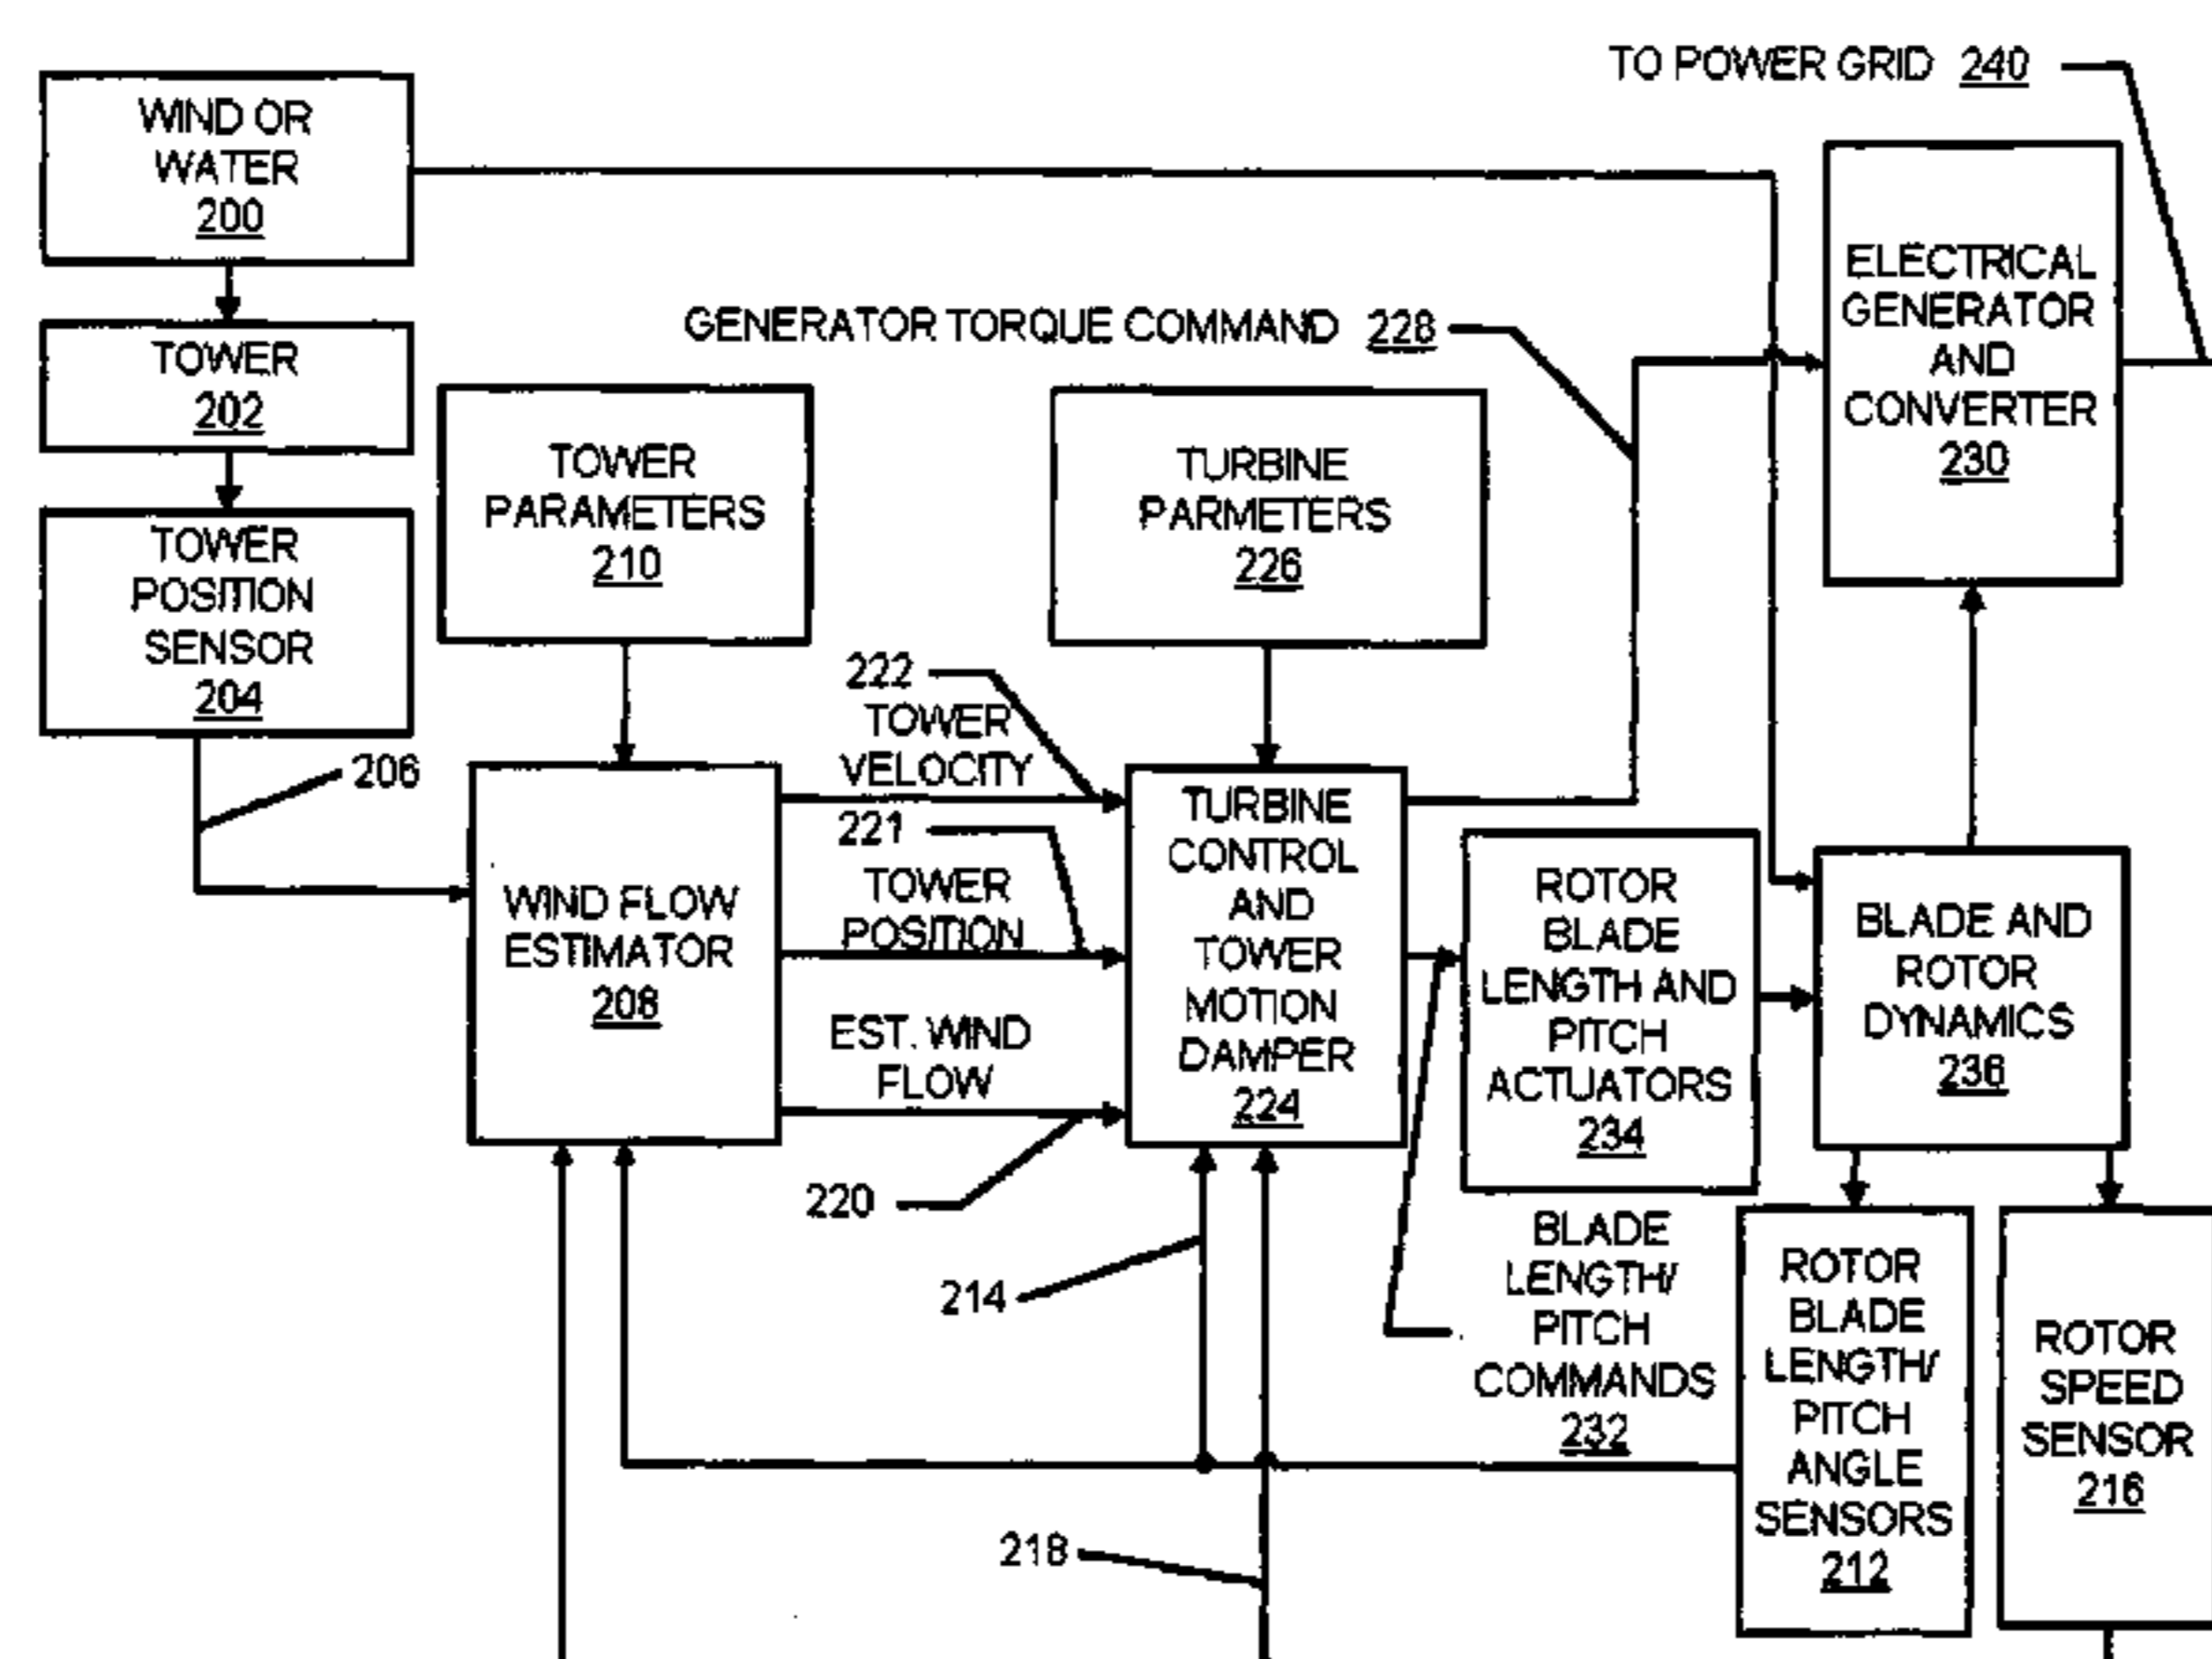 TO POWER GRID 240
WIND OR
WATER
200
GENERATOR TORQUE COMMAND 228
TOWER
202
ELECTRICAL
GENERATOR
AND
CONVERTER
230
TOWER
PARAMETERS
210
TURBINE
PARMETERS
226
TOWER
POSITION
SENSOR
204
206
222
TOWER
VELOCITY
221
TOWER
POSITION
EST. WIND
FLOW
220
WIND FLOW
ESTIMATOR
208
TURBINE
CONTROL
AND
TOWER
MOTION
DAMPER
224
ROTOR
BLADE
LENGTH AND
PITCH
ACTUATORS
234
BLADE AND
ROTOR
DYNAMICS
236
214
BLADE
LENGTH/
PITCH
COMMANDS
232
ROTOR
BLADE
LENGTH/
PITCH
ANGLE
SENSORS
212
ROTOR
SPEED
SENSOR
216
218